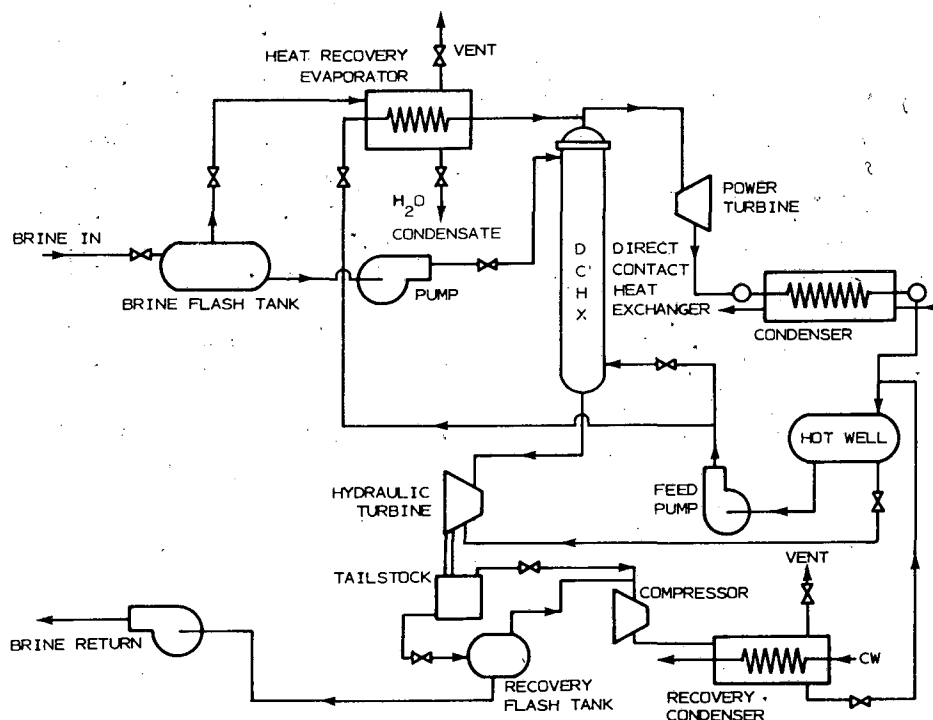 HEAT RECOVERY
EVAPORATOR
VENT
H2O
CONDENSATE
POWER
TURBINE
BRINE IN
BRINE FLASH TANK
PUMP
D
C
H
X
DIRECT
CONTACT
HEAT
EXCHANGER
CONDENSER
HOT WELL
HYDRAULIC
TURBINE
FEED
PUMP
VENT
TAILSTOCK
COMPRESSOR
BRINE RETURN
CW
RECOVERY
FLASH TANK
RECOVERY
CONDENSER